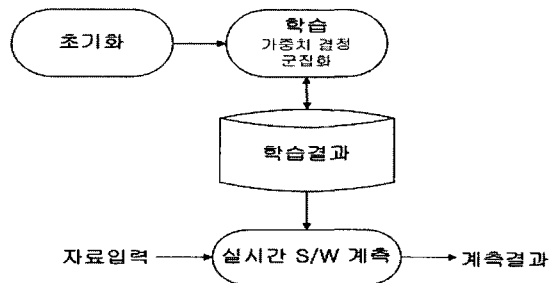 초기화
학습
가중치 결정
군집화
학습결과
자료입력
실시간 S/W 계측
계측결과